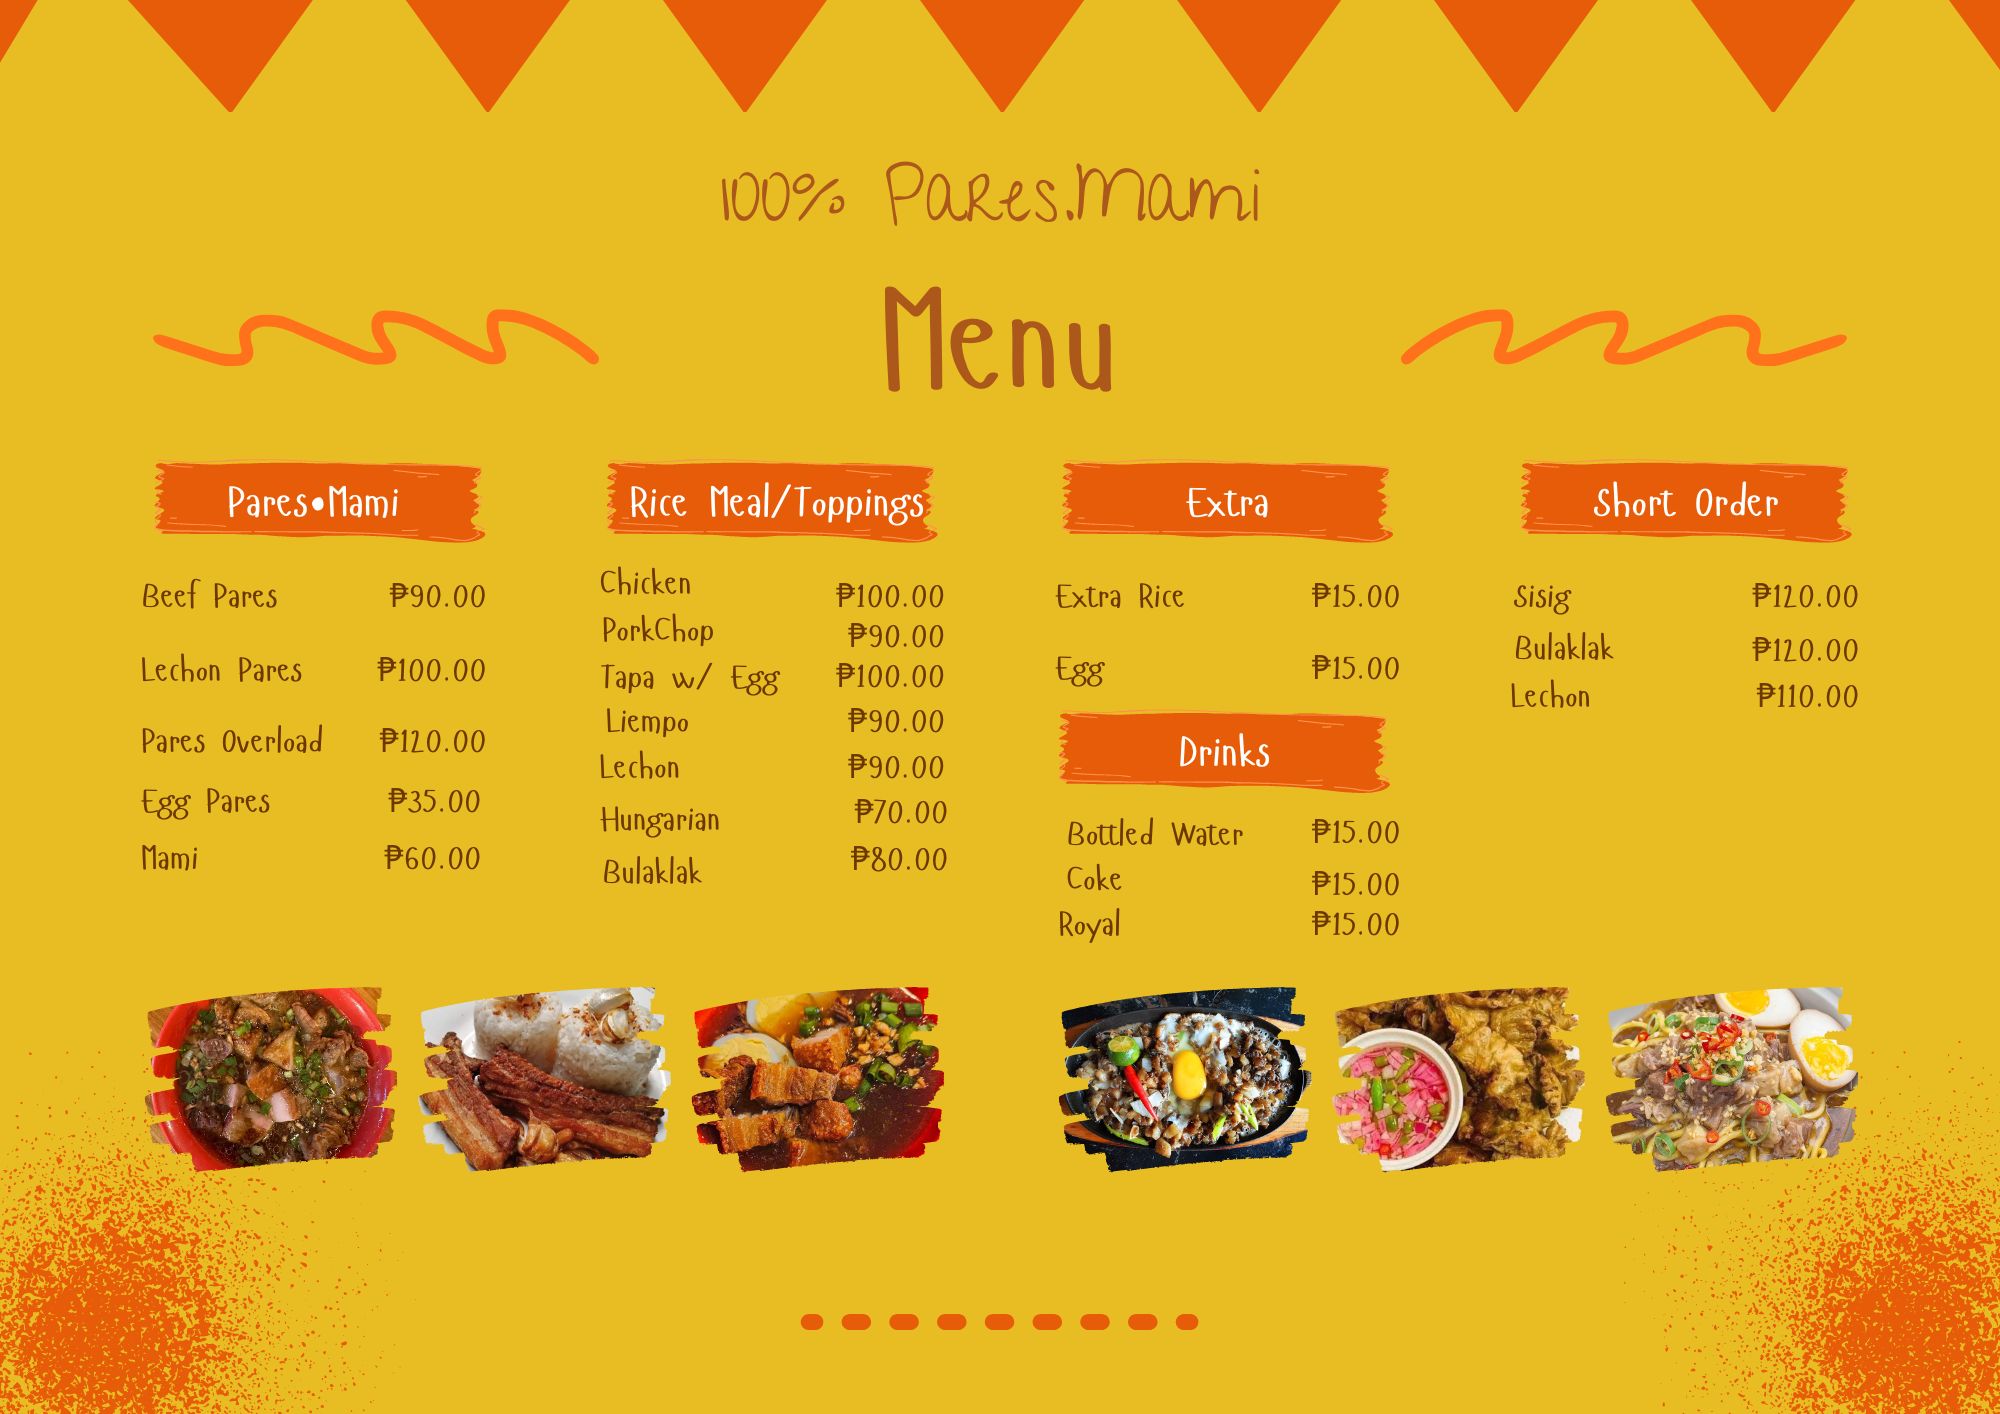 100% Pares.Mami
Menu
Pares•Mami
Beef Pares ₱90.00
Lechon Pares ₱100.00
Pares Overload ₱120.00
Egg Pares ₱35.00
Mami ₱60.00
Rice Meal/Toppings
Chicken ₱100.00
PorkChop ₱90.00
Tapa w/ Egg ₱100.00
Liempo ₱90.00
Lechon ₱90.00
Hungarian ₱70.00
Bulaklak ₱80.00
Extra
Extra Rice ₱15.00
Egg ₱15.00
Drinks
Bottled Water ₱15.00
Coke ₱15.00
Royal ₱15.00
Short Order
Sisig ₱120.00
Bulaklak ₱120.00
Lechon ₱110.00